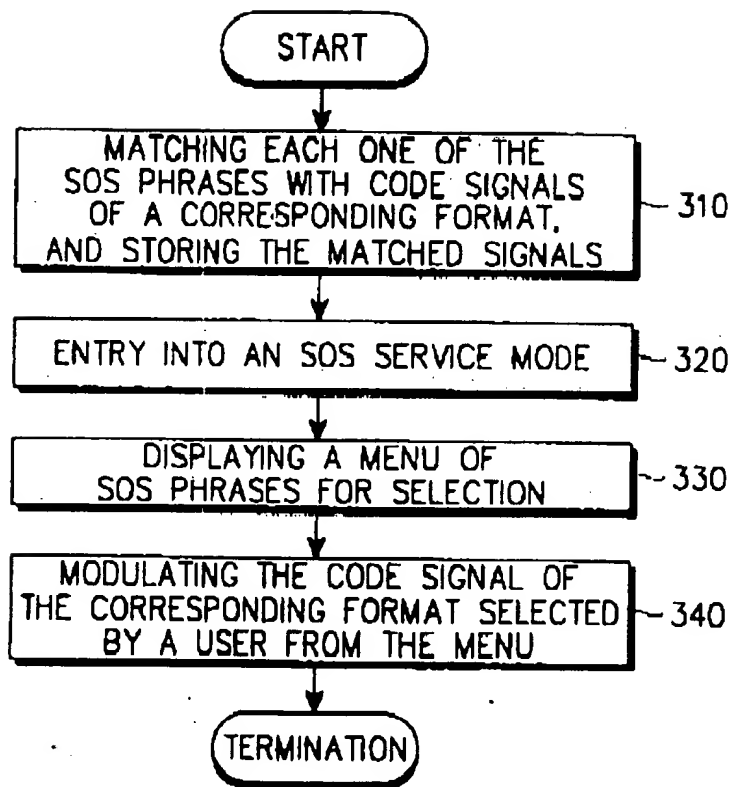 START
MATCHING EACH ONE OF THE
SOS PHRASES WITH CODE SIGNALS
OF A CORRESPONDING FORMAT,
AND STORING THE MATCHED SIGNALS
310
ENTRY INTO AN SOS SERVICE MODE
320
DISPLAYING A MENU OF
SOS PHRASES FOR SELECTION
330
MODULATING THE CODE SIGNAL OF
THE CORRESPONDING FORMAT SELECTED
BY A USER FROM THE MENU
340
TERMINATION